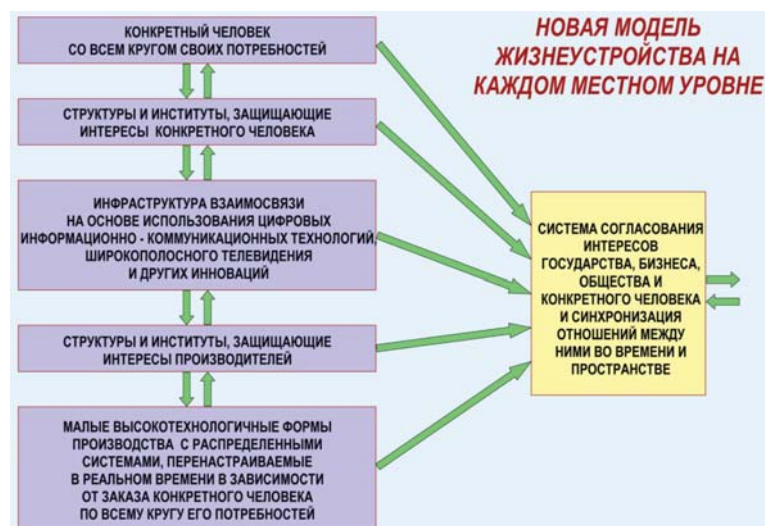 НОВАЯ МОДЕЛЬ
ЖИЗНЕУСТРОЙСТВА НА
КАЖДОМ МЕСТНОМ УРОВНЕ
КОНКРЕТНЫЙ ЧЕЛОВЕК
СО ВСЕМ КРУГОМ СВОИХ ПОТРЕБНОСТЕЙ
СТРУКТУРЫ И ИНСТИТУТЫ, ЗАЩИЩАЮЩИЕ
ИНТЕРЕСЫ КОНКРЕТНОГО ЧЕЛОВЕКА
ИНФРАСТРУКТУРА ВЗАИМОСВЯЗИ
НА ОСНОВЕ ИСПОЛЬЗОВАНИЯ ЦИФРОВЫХ
ИНФОРМАЦИОННО - КОММУНИКАЦИОННЫХ ТЕХНОЛОГИЙ,
ШИРОКОПОЛОСНОГО ТЕЛЕВИДЕНИЯ
И ДРУГИХ ИННОВАЦИЙ
СТРУКТУРЫ И ИНСТИТУТЫ, ЗАЩИЩАЮЩИЕ
ИНТЕРЕСЫ ПРОИЗВОДИТЕЛЕЙ
МАЛЫЕ ВЫСОКОТЕХНОЛОГИЧНЫЕ ФОРМЫ
ПРОИЗВОДСТВА С РАСПРЕДЕЛЕННЫМИ
СИСТЕМАМИ, ПЕРЕНАСТРАИВАЕМЫЕ
В РЕАЛЬНОМ ВРЕМЕНИ В ЗАВИСИМОСТИ
ОТ ЗАКАЗА КОНКРЕТНОГО ЧЕЛОВЕКА
ПО ВСЕМУ КРУГУ ЕГО ПОТРЕБНОСТЕЙ
СИСТЕМА СОГЛАСОВАНИЯ
ИНТЕРЕСОВ
ГОСУДАРСТВА, БИЗНЕСА,
ОБЩЕСТВА И
КОНКРЕТНОГО ЧЕЛОВЕКА
И СИНХРОНИЗАЦИЯ
ОТНОШЕНИЙ МЕЖДУ
НИМИ ВО ВРЕМЕНИ И
ПРОСТРАНСТВЕ